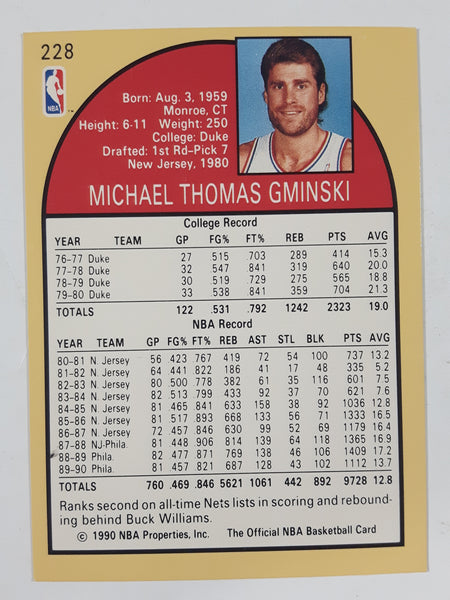 228
NBA
Born: Aug. 3, 1959
Monroe, CT
Height: 6-11 Weight: 250
College: Duke
Drafted: 1st Rd-Pick 7
New Jersey, 1980
MICHAEL THOMAS GMINSKI
College Record
YEAR TEAM GP FG% FT% REB PTS AVG
76-77 Duke 27 .515 .703 289 414 15.3
77-78 Duke 32 .547 .841 319 640 20.0
78-79 Duke 30 .519 .729 275 565 18.8
79-80 Duke 33 .538 .841 359 704 21.3
TOTALS 122 .531 .792 1242 2323 19.0
NBA Record
YEAR TEAM GP FG% FT% REB AST STL BLK PTS AVG
80-81 N. Jersey 56 .423 .767 419 72 54 100 737 13.2
81-82 N. Jersey 64 .441 .822 186 41 17 48 335 5.2
82-83 N. Jersey 80 .500 .778 382 61 35 116 601 7.5
83-84 N. Jersey 82 .513 .799 433 92 37 70 621 7.6
84-85 N. Jersey 81 .465 .841 633 158 38 92 1036 12.8
85-86 N. Jersey 81 .465 .833 206 133 56 71 1333 16.5
86-87 N. Jersey 72 .457 .846 630 99 52 69 1179 16.4
87-88 NJ-Phila. 81 .448 .906 814 139 64 118 1365 16.9
88-89 Phila. 82 .477 .871 769 138 46 106 1409 17.2
89-90 Phila. 81 .457 .821 687 128 43 102 1112 13.7
TOTALS 760 .469 .846 5621 1061 442 892 9728 12.8
Ranks second on all-time Nets lists in scoring and rebound-
ing behind Buck Williams.
© 1990 NBA Properties, Inc. The Official NBA Basketball Card